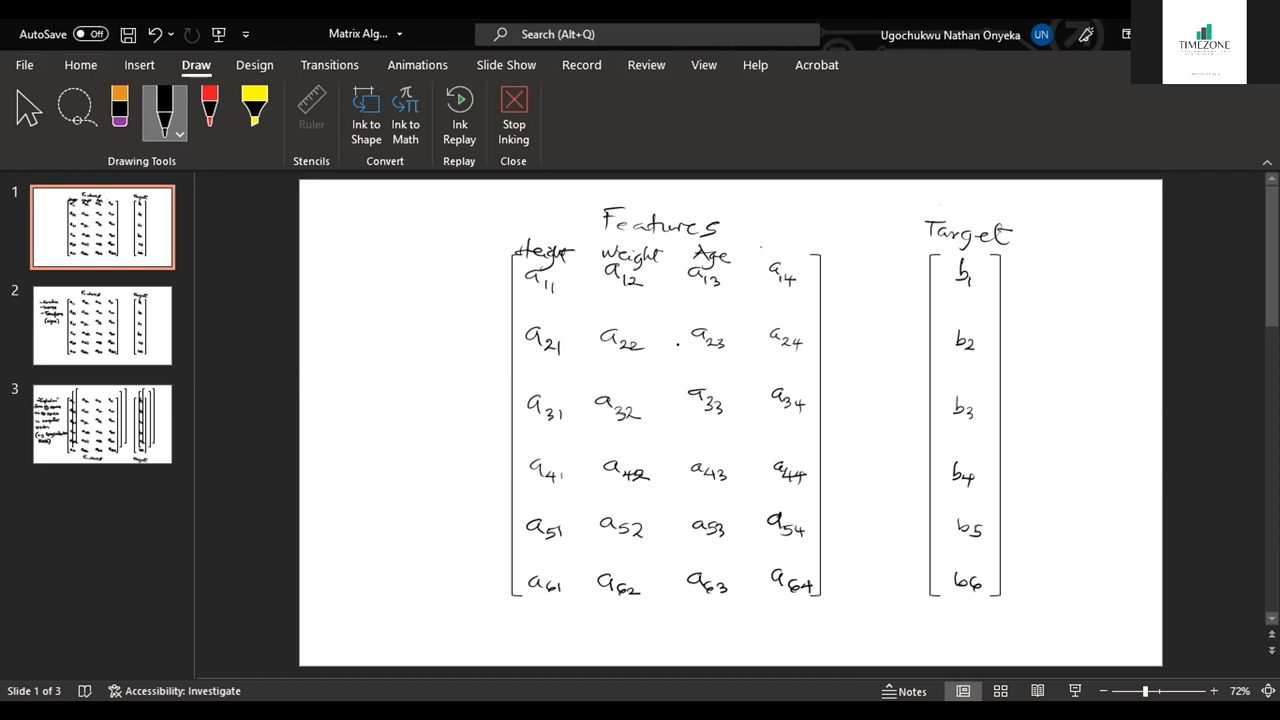 AutoSave Off Matrix Alg... Search (Alt+Q) Ugochukwu Nathan Onyeka UN
TIMEZONE
File Home Insert Draw Design Transitions Animations Slide Show Record Review View Help Acrobat
Ruler Ink to Shape Ink to Math Ink Replay Stop Inking
Drawing Tools Stencils Convert Replay Close
1
2
3
Features Target
Height Weight Age
a11 a12 a13 a14 b1
a21 a22 a23 a24 b2
a31 a32 a33 a34 b3
a41 a42 a43 a44 b4
a51 a52 a53 a54 b5
a61 a62 a63 a64 b6
Slide 1 of 3 Accessibility: Investigate Notes 72%